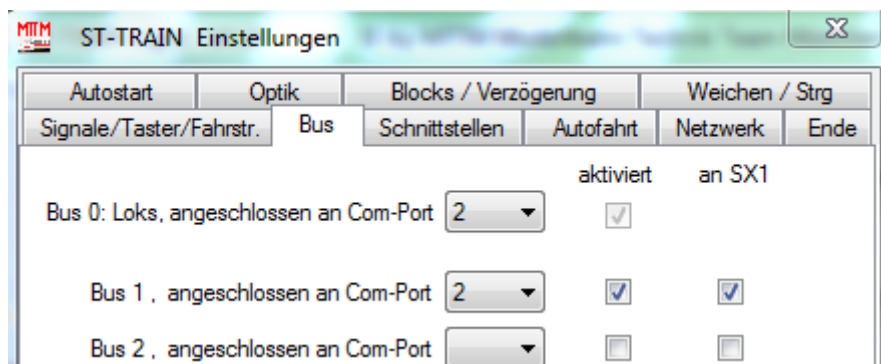 MTTM ST-TRAIN Einstellungen
Autostart Optik Blocks / Verzögerung Weichen / Strg
Signale/Taster/Fahrstr. Bus Schnittstellen Autofahrt Netzwerk Ende
aktiviert an SX1
Bus 0: Loks, angeschlossen an Com-Port 2
Bus 1 , angeschlossen an Com-Port 2
Bus 2 , angeschlossen an Com-Port